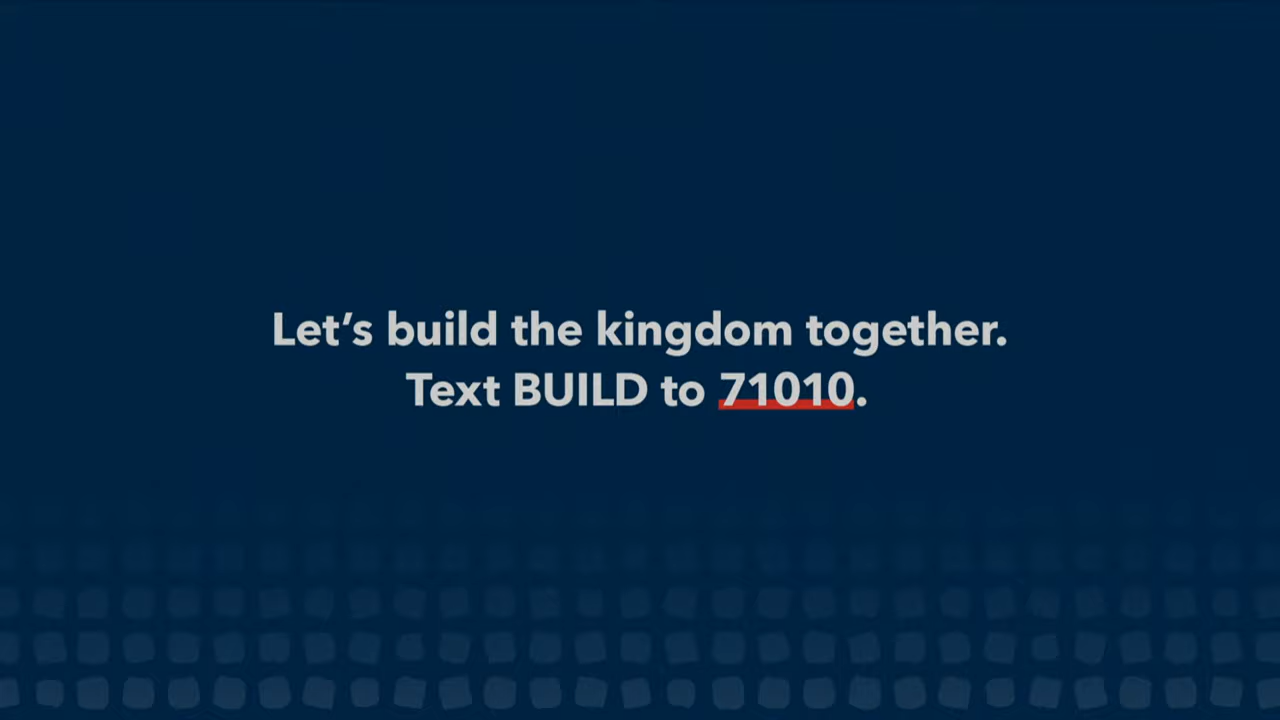 Let’s build the kingdom together.
Text BUILD to 71010.